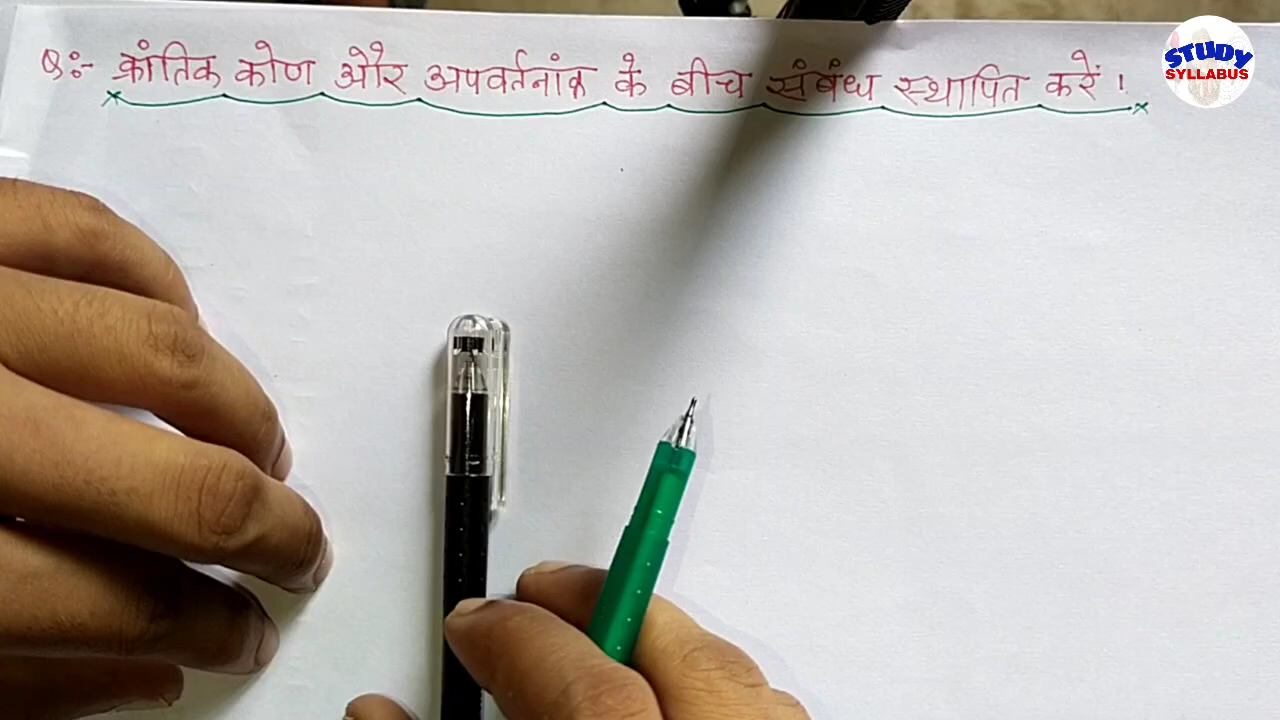 Q:- क्रांतिक कोण और अपवर्तनांक के बीच संबंध स्थापित करें।
STUDY
SYLLABUS